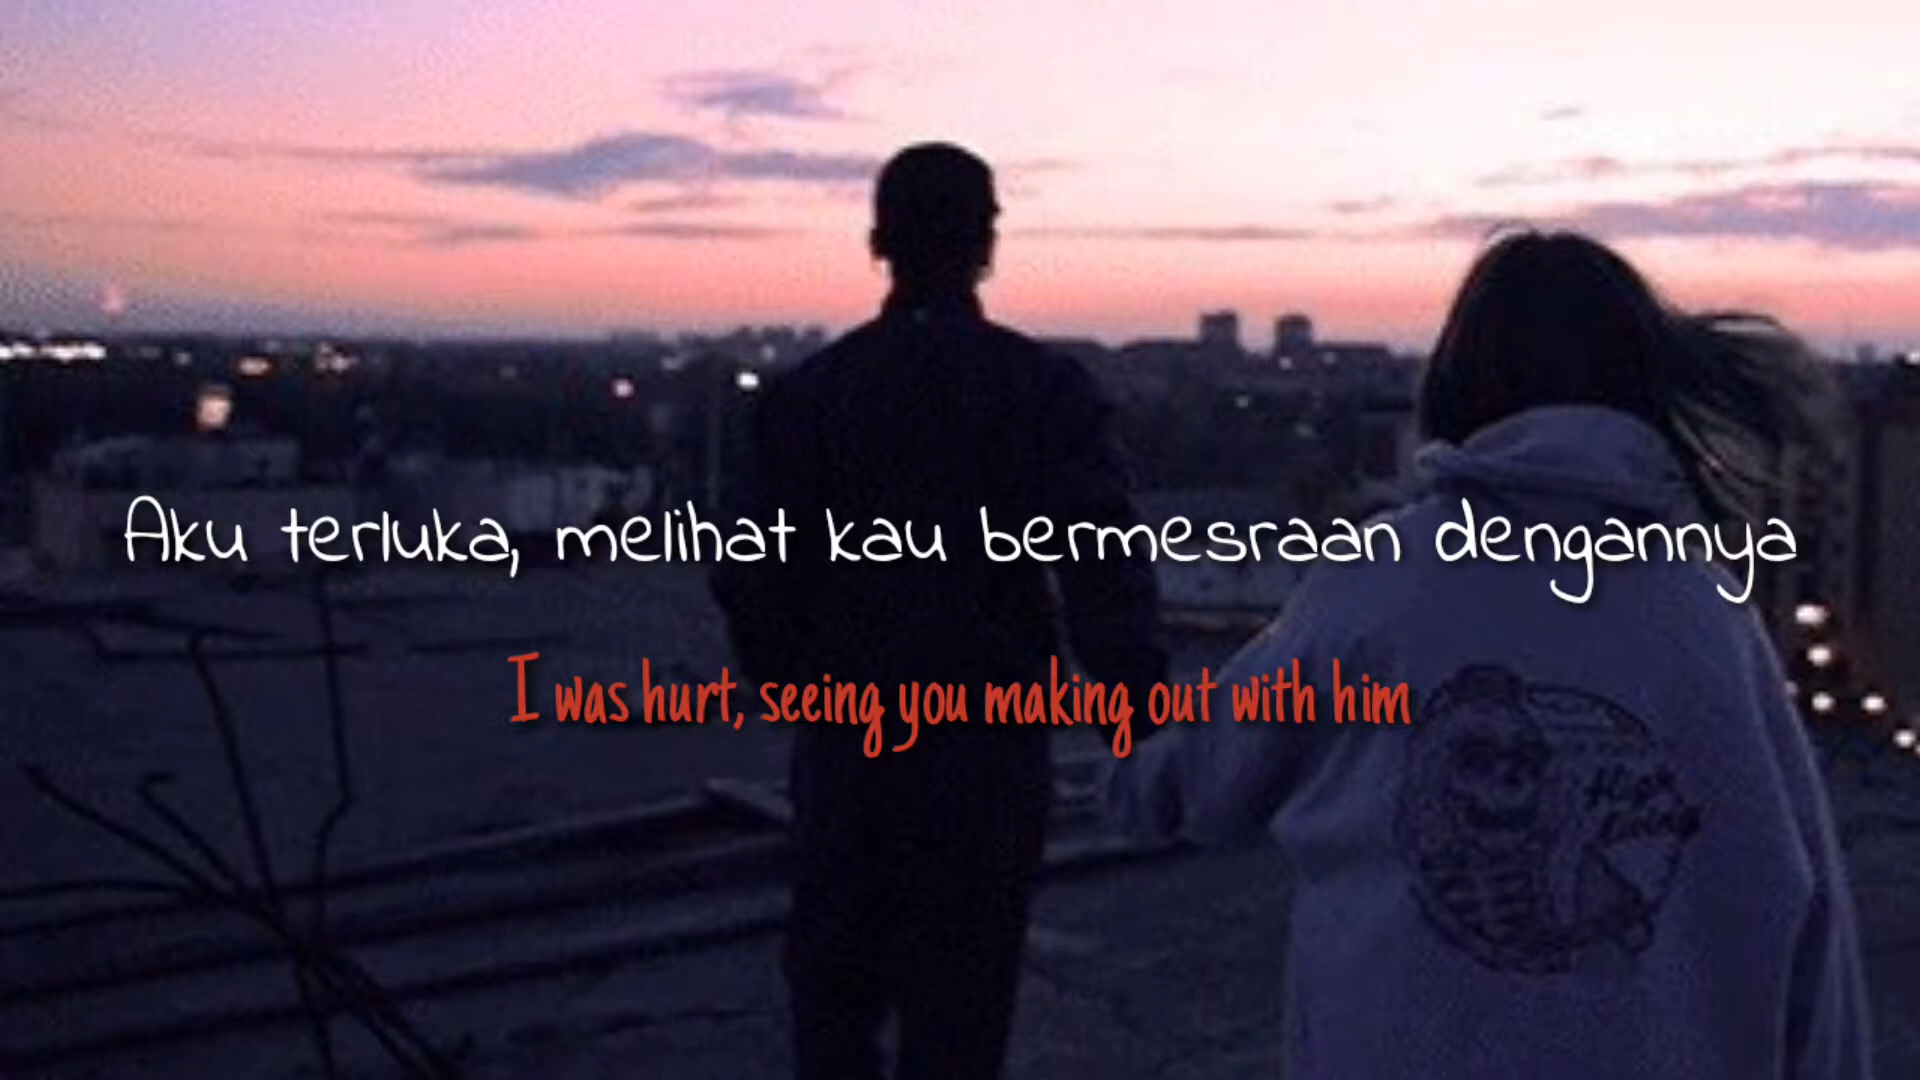 Aku terluka, melihat kau bermesraan dengannya
I was hurt, seeing you making out with him